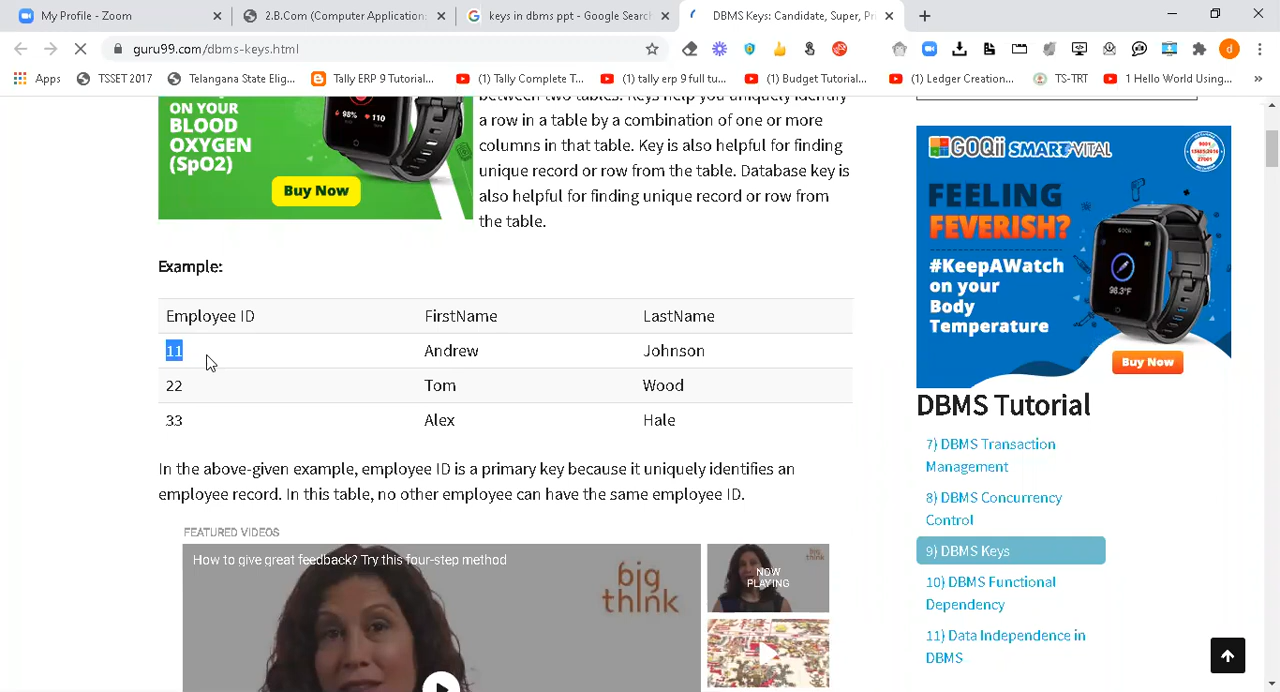 My Profile - Zoom
2.B.Com (Computer Application:
keys in dbms ppt - Google Search
DBMS Keys: Candidate, Super, Pri
guru99.com/dbms-keys.html
d
Apps
TSSET 2017
Telangana State Elig...
Tally ERP 9 Tutorial...
(1) Tally Complete T...
(1) tally erp 9 full tu...
(1) Budget Tutorial...
(1) Ledger Creation...
TS-TRT
1 Hello World Using...
»
ON YOUR
BLOOD
OXYGEN
(SpO2)
98%
110
Buy Now
between two tables. Keys help you uniquely identify
a row in a table by a combination of one or more
columns in that table. Key is also helpful for finding
unique record or row from the table. Database key is
also helpful for finding unique record or row from
the table.
Example:
Employee ID FirstName LastName
11 Andrew Johnson
22 Tom Wood
33 Alex Hale
In the above-given example, employee ID is a primary key because it uniquely identifies an
employee record. In this table, no other employee can have the same employee ID.
FEATURED VIDEOS
How to give great feedback? Try this four-step method
big
think
big
think
NOW
PLAYING
GOQii SMART VITAL
FEELING
FEVERISH?
#KeepAWatch
on your
Body
Temperature
98.3°F
Buy Now
DBMS Tutorial
7) DBMS Transaction
Management
8) DBMS Concurrency
Control
9) DBMS Keys
10) DBMS Functional
Dependency
11) Data Independence in
DBMS